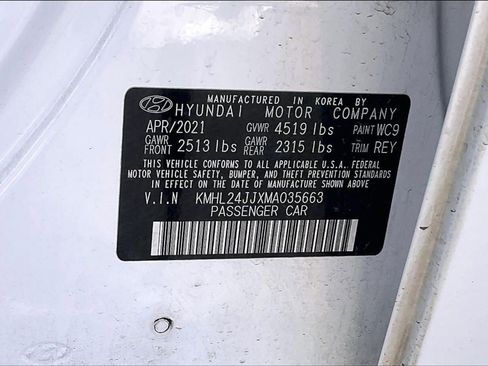 MANUFACTURED IN KOREA BY
HYUNDAI MOTOR COMPANY
APR/2021 GVWR 4519 lbs PAINT WC9
GAWR FRONT 2513 lbs GAWR REAR 2315 lbs TRIM REY
THIS VEHICLE CONFORMS TO ALL APPLICABLE U.S.A. FEDERAL
MOTOR VEHICLE SAFETY, BUMPER, AND THEFT PREVENTION
STANDARDS IN EFFECT ON THE DATE OF MANUFACTURE SHOWN ABOVE.
V.I.N KMHL24JJXMA035663
PASSENGER CAR